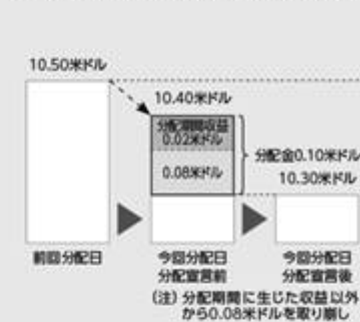 10.50米ドル
10.40米ドル
分配期間収益
0.02米ドル
0.08米ドル
分配金0.10米ドル
10.30米ドル
前回分配日
今回分配日
分配宣言前
今回分配日
分配宣言後
(注) 分配期間に生じた収益以外
から0.08米ドルを取り崩し